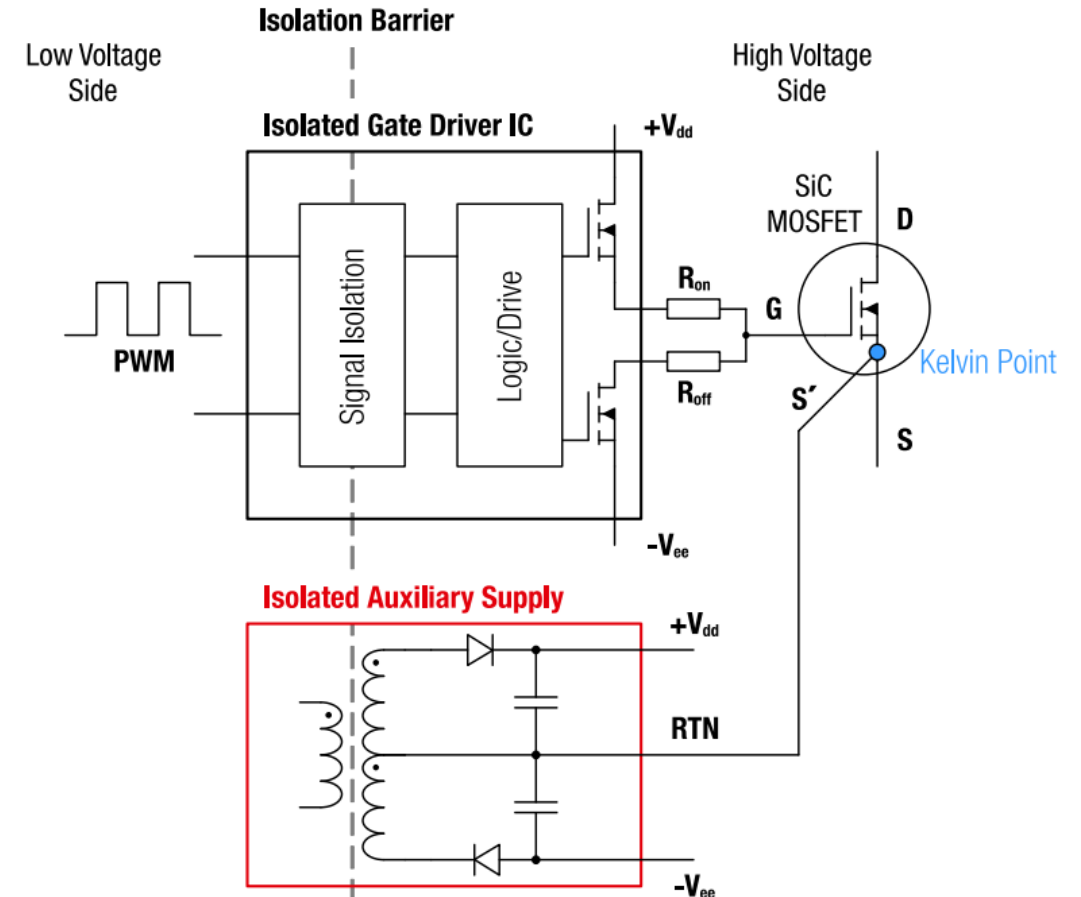 Isolation Barrier
Low Voltage
Side
High Voltage
Side
Isolated Gate Driver IC
+Vdd
SiC
MOSFET
D
Signal Isolation
Logic/Drive
Ron
G
PWM
Kelvin Point
Roff
S´
S
-Vee
Isolated Auxiliary Supply
+Vdd
RTN
-Vee